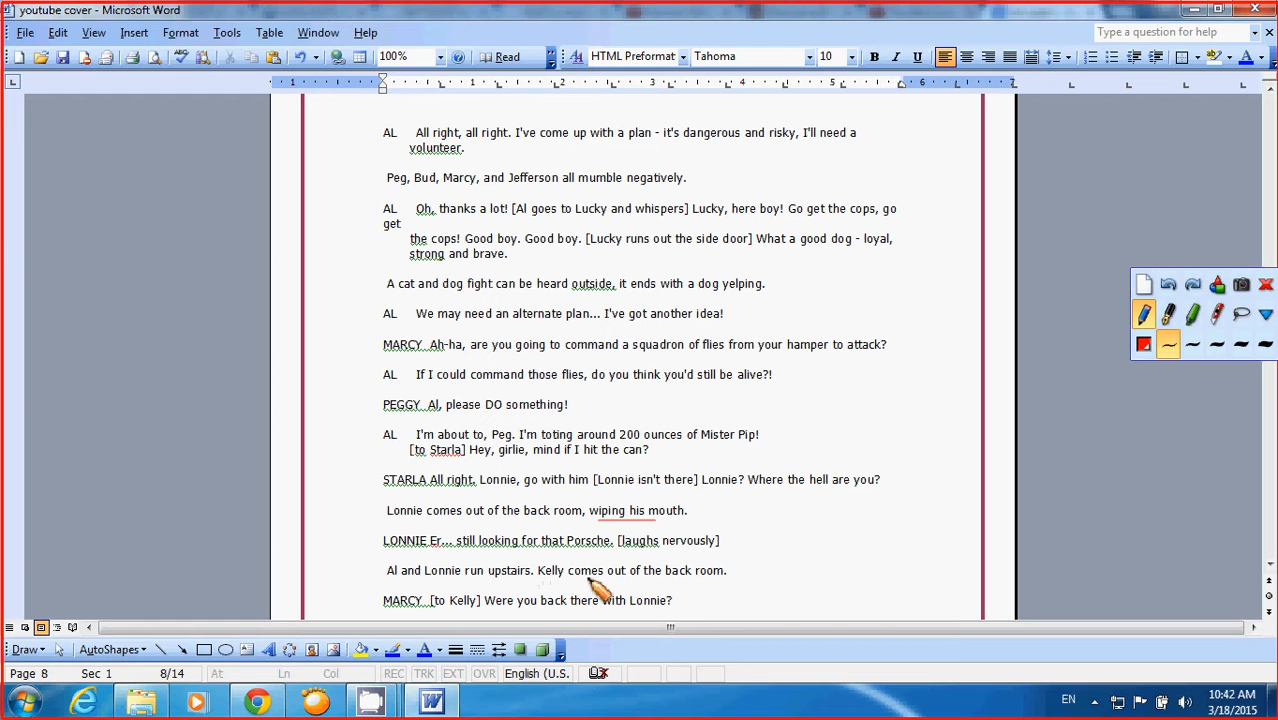 youtube cover - Microsoft Word
File Edit View Insert Format Tools Table Window Help
Type a question for help
100% Read HTML Preformat Tahoma 10 B I U
1 1 2 3 4 5 6 7
AL All right, all right. I've come up with a plan - it's dangerous and risky, I'll need a
volunteer.
Peg, Bud, Marcy, and Jefferson all mumble negatively.
AL Oh, thanks a lot! [Al goes to Lucky and whispers] Lucky, here boy! Go get the cops, go
get
the cops! Good boy. Good boy. [Lucky runs out the side door] What a good dog - loyal,
strong and brave.
A cat and dog fight can be heard outside, it ends with a dog yelping.
AL We may need an alternate plan... I've got another idea!
MARCY Ah-ha, are you going to command a squadron of flies from your hamper to attack?
AL If I could command those flies, do you think you'd still be alive?!
PEGGY Al, please DO something!
AL I'm about to, Peg. I'm toting around 200 ounces of Mister Pip!
[to Starla] Hey, girlie, mind if I hit the can?
STARLA All right. Lonnie, go with him [Lonnie isn't there] Lonnie? Where the hell are you?
Lonnie comes out of the back room, wiping his mouth.
LONNIE Er... still looking for that Porsche. [laughs nervously]
Al and Lonnie run upstairs. Kelly comes out of the back room.
MARCY [to Kelly] Were you back there with Lonnie?
Draw AutoShapes
Page 8 Sec 1 8/14 At Ln Col REC TRK EXT OVR English (U.S.
EN
10:42 AM
3/18/2015